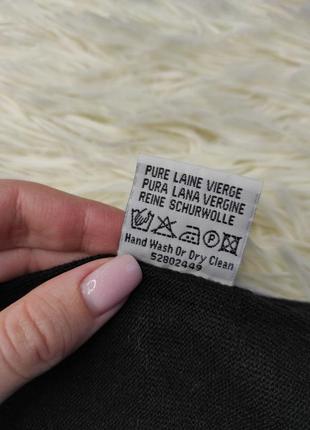 PURE LAINE VIERGE
PURA LANA VERGINE
REINE SCHURWOLLE
P
Hand Wash Or Dry Clean
52802449